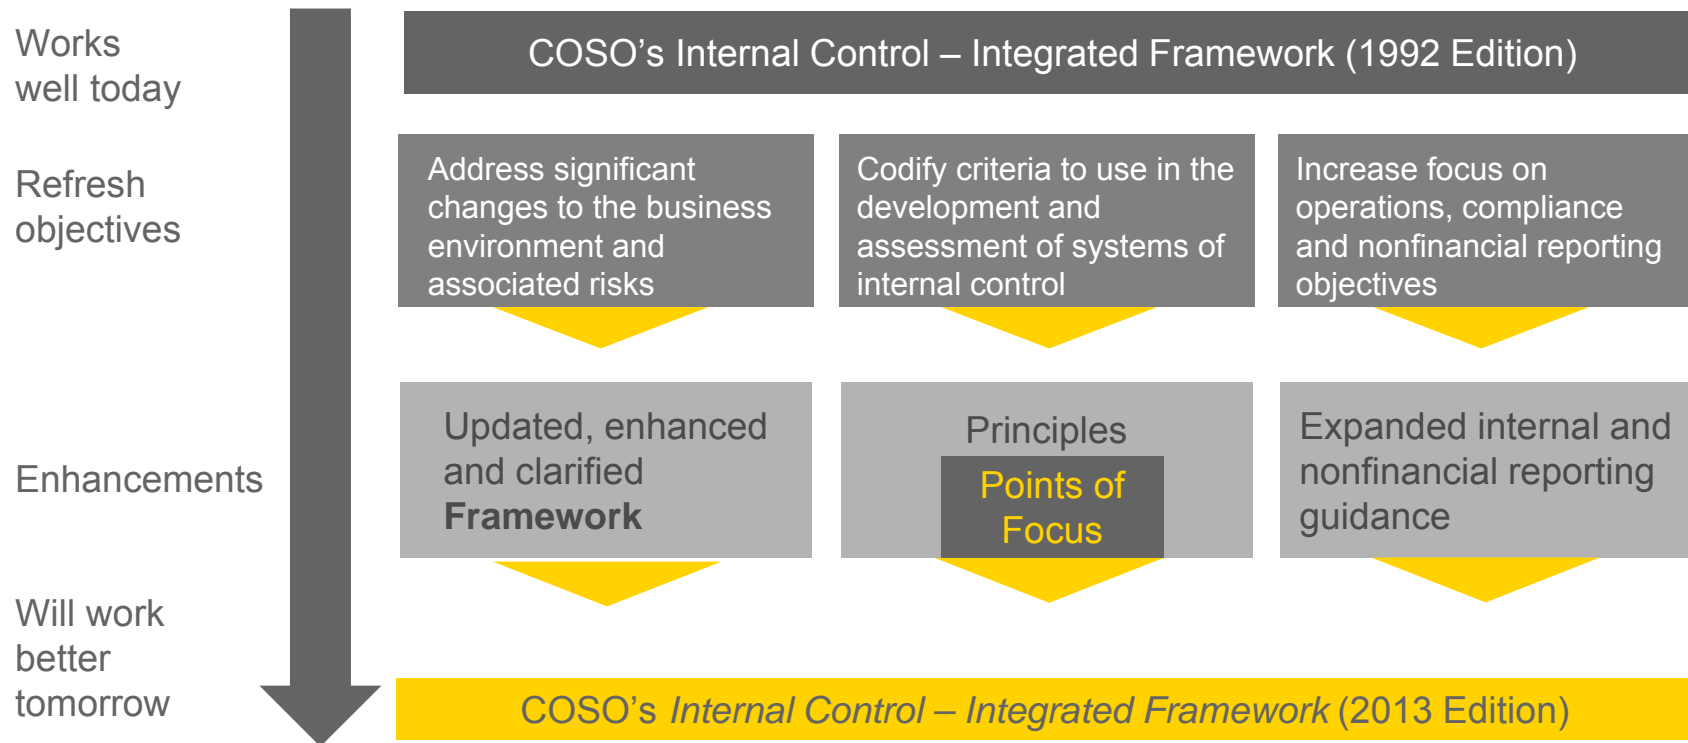 Works
well today
COSO’s Internal Control – Integrated Framework (1992 Edition)
Refresh
objectives
Address significant
changes to the business
environment and
associated risks
Codify criteria to use in the
development and
assessment of systems of
internal control
Increase focus on
operations, compliance
and nonfinancial reporting
objectives
Enhancements
Updated, enhanced
and clarified
Framework
Principles
Points of
Focus
Expanded internal and
nonfinancial reporting
guidance
Will work
better
tomorrow
COSO’s Internal Control – Integrated Framework (2013 Edition)